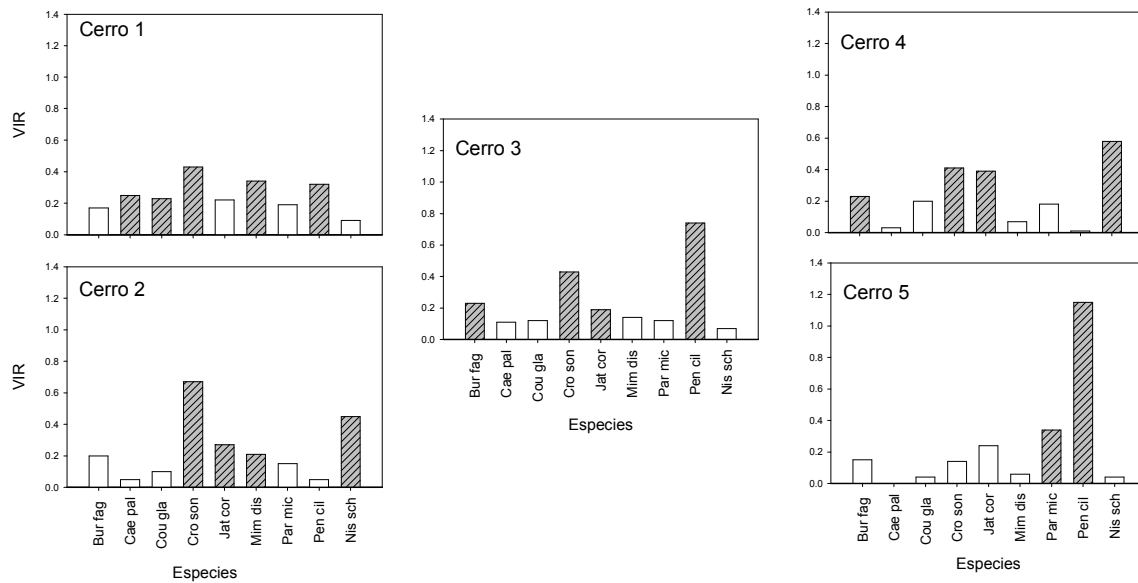 Cerro 1
VIR
1.4
1.2
1.0
0.8
0.6
0.4
0.2
0.0
Cerro 2
VIR
1.4
1.2
1.0
0.8
0.6
0.4
0.2
0.0
Bur fag
Cae pal
Cou gla
Cro son
Jat cor
Mim dis
Par mic
Pen cil
Nis sch
Especies
Cerro 3
1.4
1.2
1.0
0.8
0.6
0.4
0.2
0.0
Bur fag
Cae pal
Cou gla
Cro son
Jat cor
Mim dis
Par mic
Pen cil
Nis sch
Especies
Cerro 4
1.4
1.2
1.0
0.8
0.6
0.4
0.2
0.0
Cerro 5
1.4
1.2
1.0
0.8
0.6
0.4
0.2
0.0
Bur fag
Cae pal
Cou gla
Cro son
Jat cor
Mim dis
Par mic
Pen cil
Nis sch
Especies